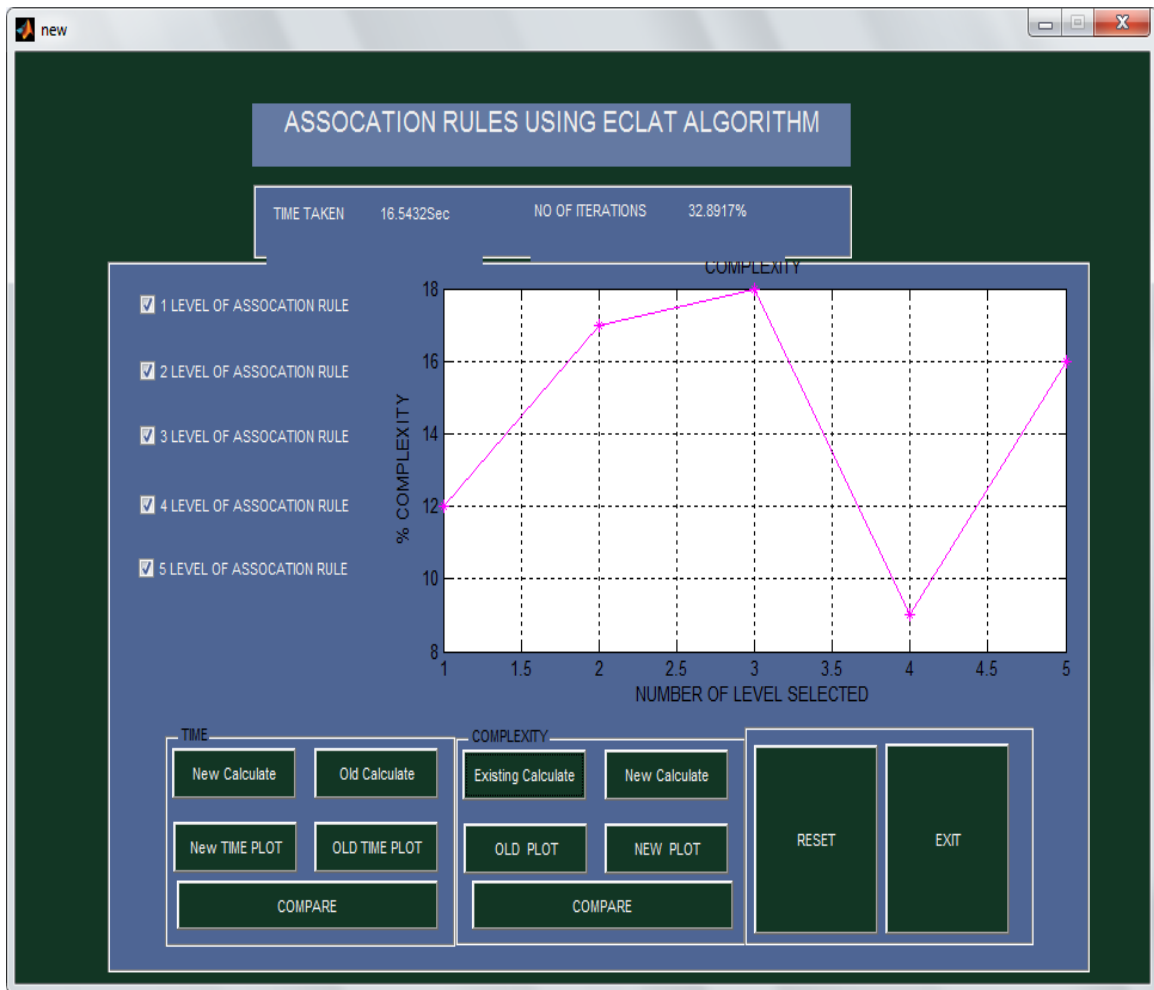 new
ASSOCATION RULES USING ECLAT ALGORITHM
TIME TAKEN 16.5432Sec NO OF ITERATIONS 32.8917%
COMPLEXITY
1 LEVEL OF ASSOCATION RULE
2 LEVEL OF ASSOCATION RULE
3 LEVEL OF ASSOCATION RULE
4 LEVEL OF ASSOCATION RULE
5 LEVEL OF ASSOCATION RULE
% COMPLEXITY
18
16
14
12
10
8
1 1.5 2 2.5 3 3.5 4 4.5 5
NUMBER OF LEVEL SELECTED
TIME
New Calculate Old Calculate
New TIME PLOT OLD TIME PLOT
COMPARE
COMPLEXITY
Existing Calculate New Calculate
OLD PLOT NEW PLOT
COMPARE
RESET
EXIT